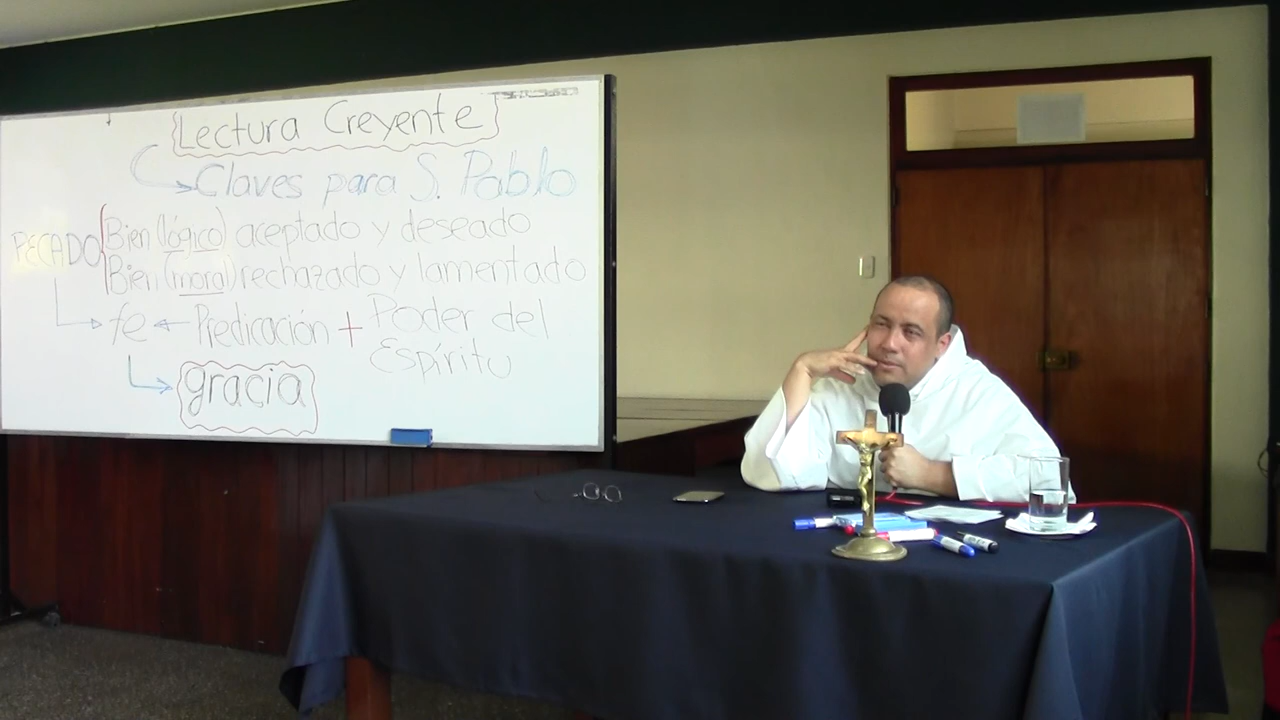 Lectura Creyente
Claves para S. Pablo
PECADO
Bien (lógico) aceptado y deseado
Bien (moral) rechazado y lamentado
fe ← Predicación + Poder del Espíritu
gracia